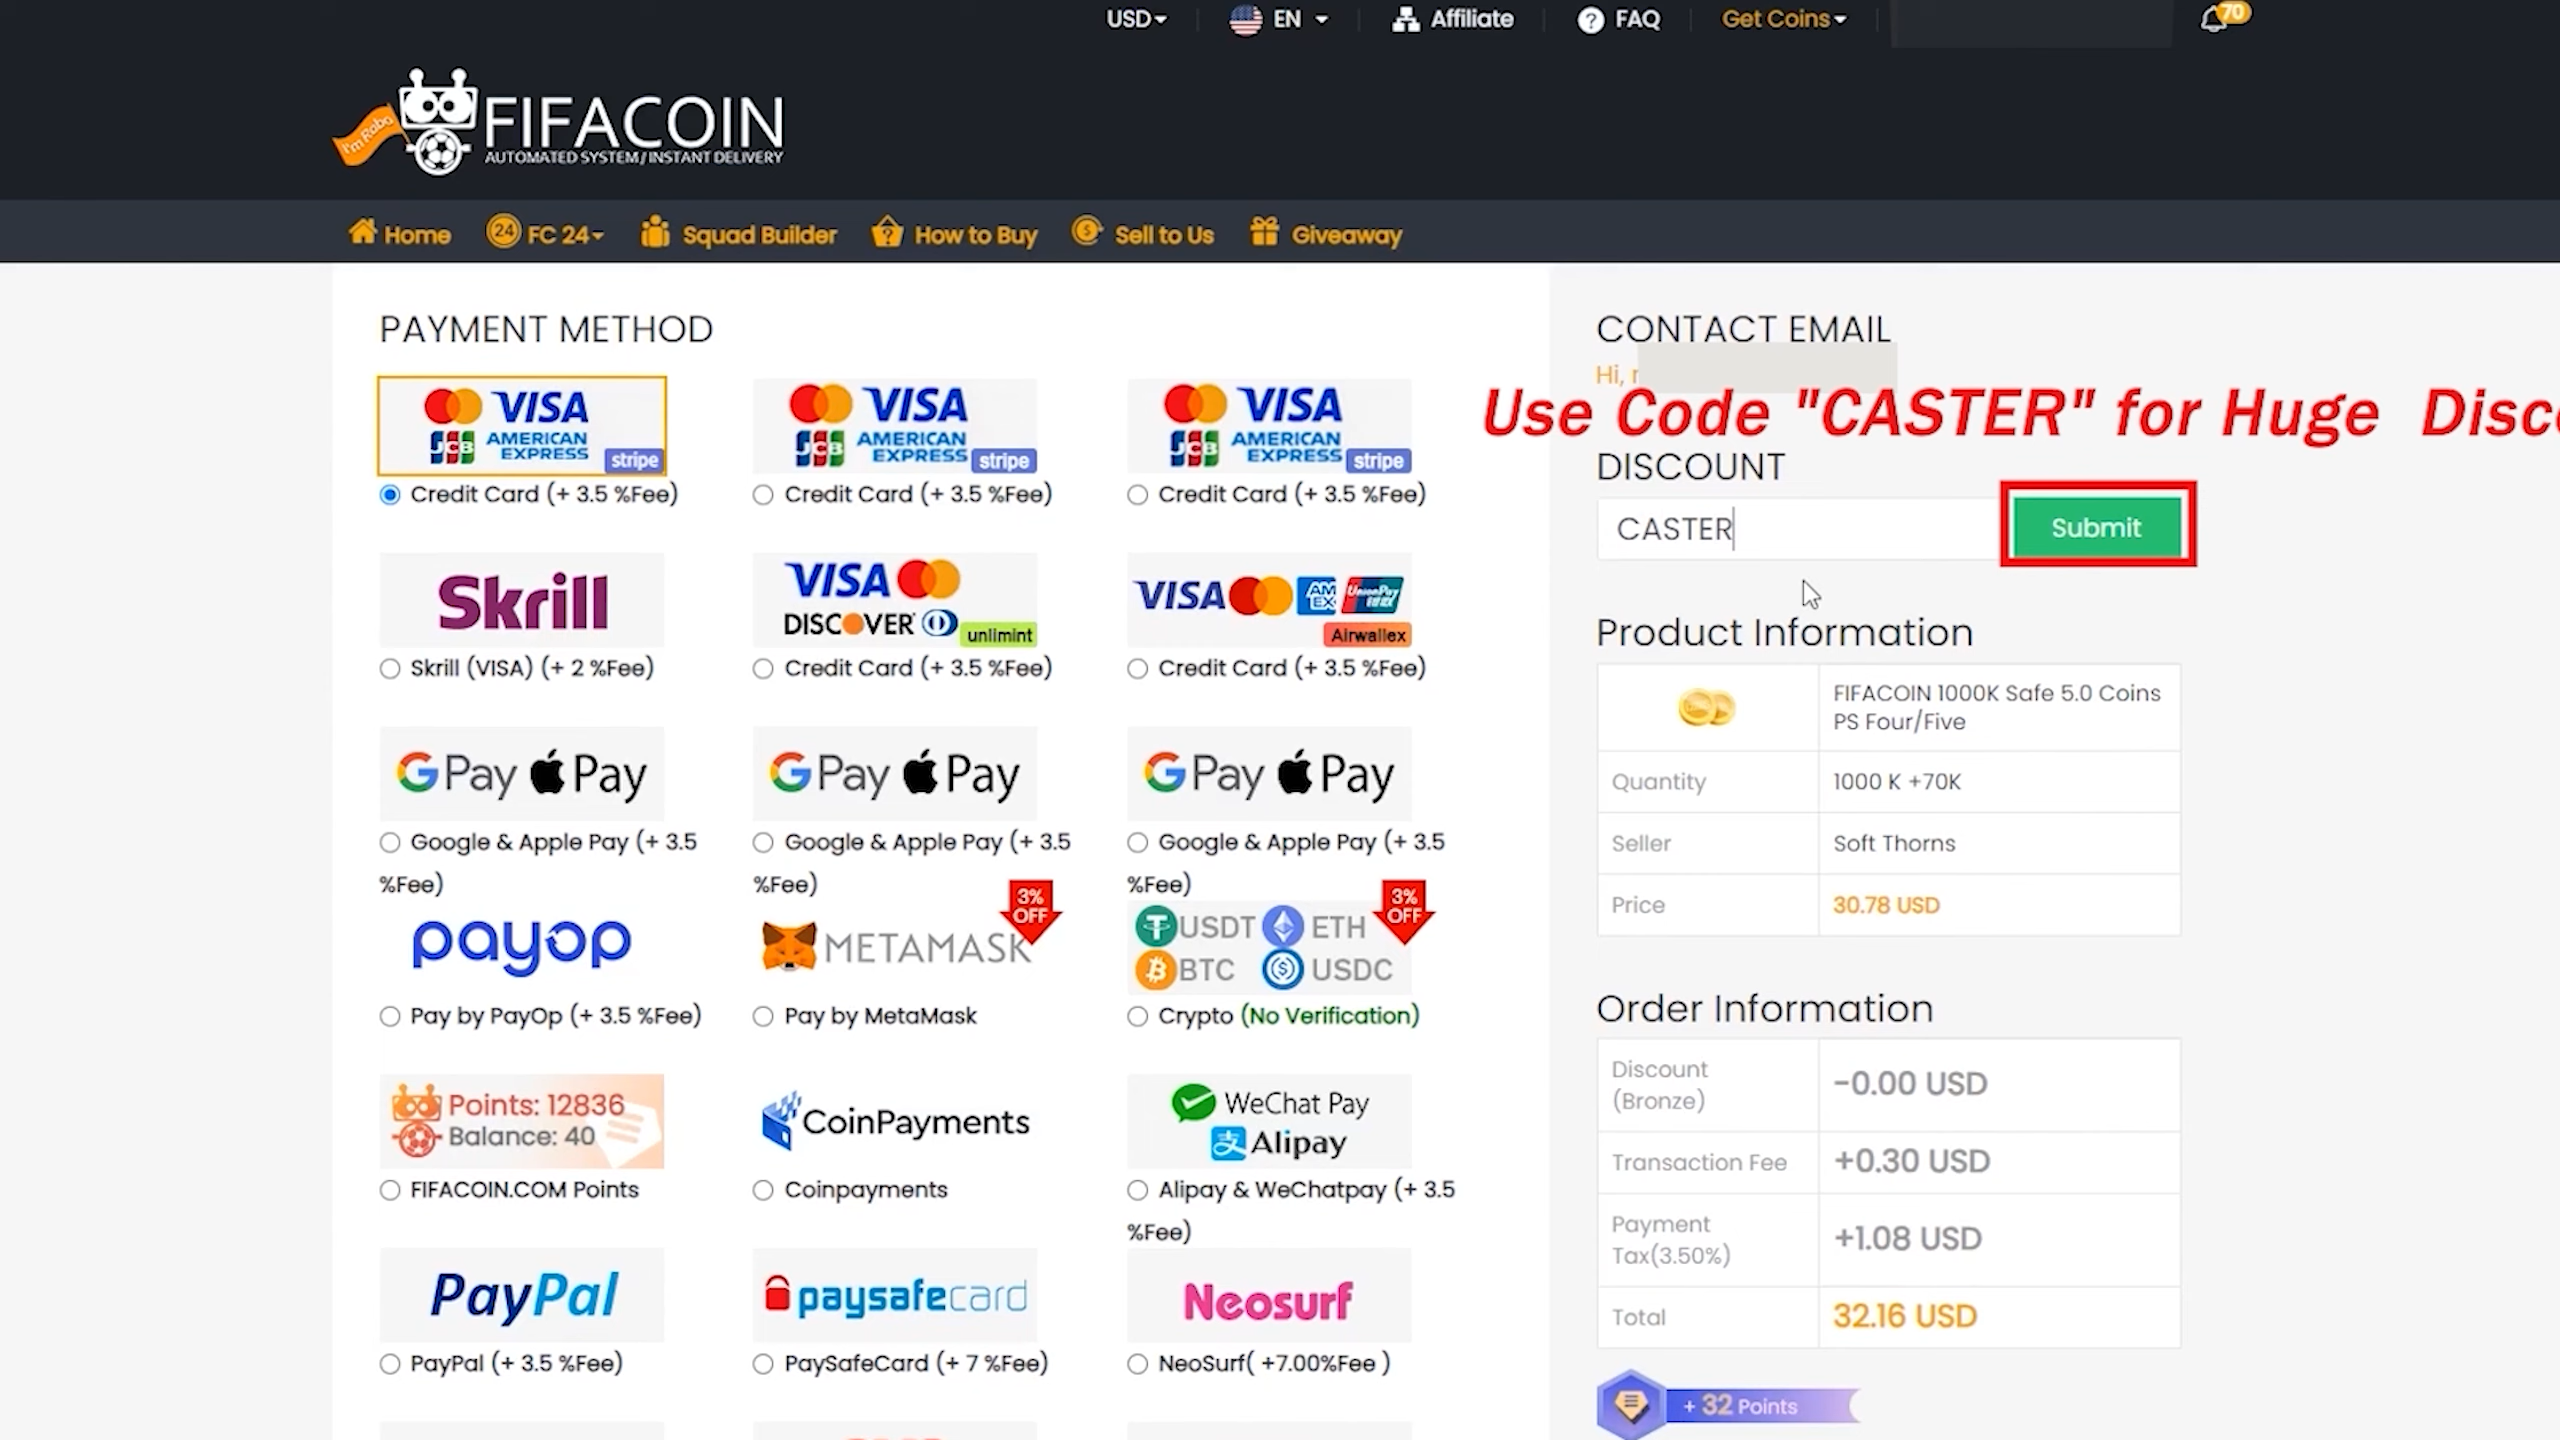 USD
EN
Affiliate
FAQ
Get Coins
70
I'm Rabo
FIFACOIN
AUTOMATED SYSTEM/INSTANT DELIVERY
Home
24 FC 24
Squad Builder
How to Buy
Sell to Us
Giveaway
PAYMENT METHOD
VISA
JCB AMERICAN EXPRESS
stripe
Credit Card (+ 3.5 %Fee)
VISA
JCB AMERICAN EXPRESS
stripe
Credit Card (+ 3.5 %Fee)
VISA
JCB AMERICAN EXPRESS
stripe
Credit Card (+ 3.5 %Fee)
Skrill
Skrill (VISA) (+ 2 %Fee)
VISA
DISCOVER
unlimint
Credit Card (+ 3.5 %Fee)
VISA
AM EX
UnionPay
Airwallex
Credit Card (+ 3.5 %Fee)
G Pay Pay
Google & Apple Pay (+ 3.5
%Fee)
G Pay Pay
Google & Apple Pay (+ 3.5
%Fee)
G Pay Pay
Google & Apple Pay (+ 3.5
%Fee)
payop
Pay by PayOp (+ 3.5 %Fee)
3%
OFF
METAMASK
Pay by MetaMask
3%
OFF
USDT ETH
BTC USDC
Crypto (No Verification)
Points: 12836
Balance: 40
FIFACOIN.COM Points
CoinPayments
Coinpayments
WeChat Pay
Alipay
Alipay & WeChatpay (+ 3.5
%Fee)
PayPal
PayPal (+ 3.5 %Fee)
paysafecard
PaySafeCard (+ 7 %Fee)
Neosurf
NeoSurf( +7.00%Fee )
CONTACT EMAIL
Hi,
Use Code "CASTER" for Huge Disc
DISCOUNT
CASTER
Submit
Product Information
FIFACOIN 1000K Safe 5.0 Coins
PS Four/Five
Quantity 1000 K +70K
Seller Soft Thorns
Price 30.78 USD
Order Information
Discount
(Bronze)
-0.00 USD
Transaction Fee +0.30 USD
Payment
Tax(3.50%)
+1.08 USD
Total 32.16 USD
+ 32 Points